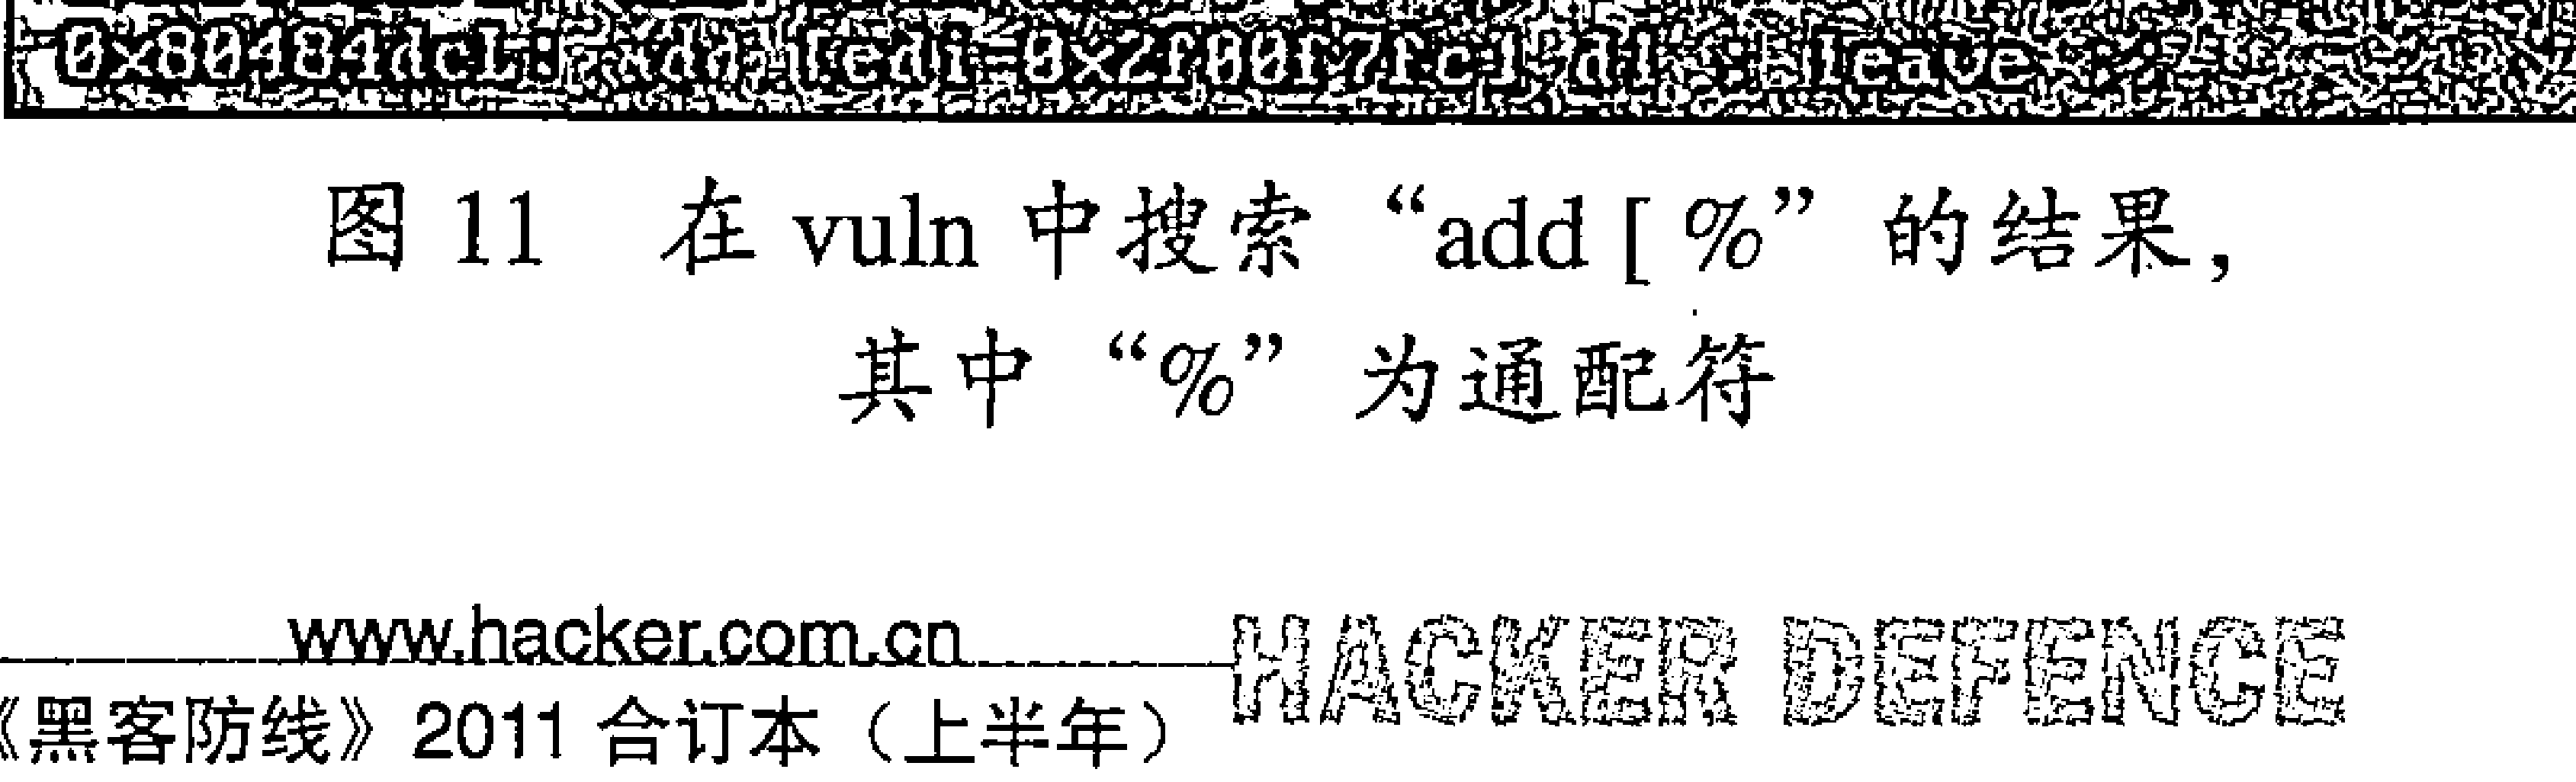 0x80484dcL: add [edi-0x2f00f7fc] dl ; leave ;;
图 11 在 vuln 中搜索 “add [ %” 的结果,
其中 “%” 为通配符
www.hacker.com.cn HACKER DEFENCE
《黑客防线》2011 合订本（上半年）